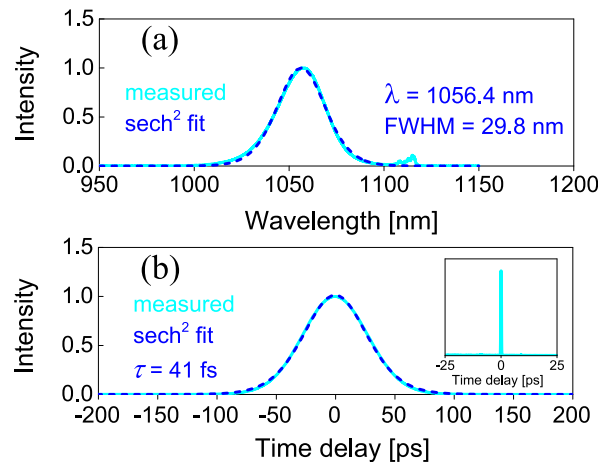 (a)
Intensity
1.5
1.0
0.5
0.0
measured
sech² fit
λ = 1056.4 nm
FWHM = 29.8 nm
950 1000 1050 1100 1150 1200
Wavelength [nm]
(b)
Intensity
1.5
1.0
0.5
0.0
measured
sech² fit
τ = 41 fs
-25 0 25
Time delay [ps]
-200 -150 -100 -50 0 50 100 150 200
Time delay [ps]